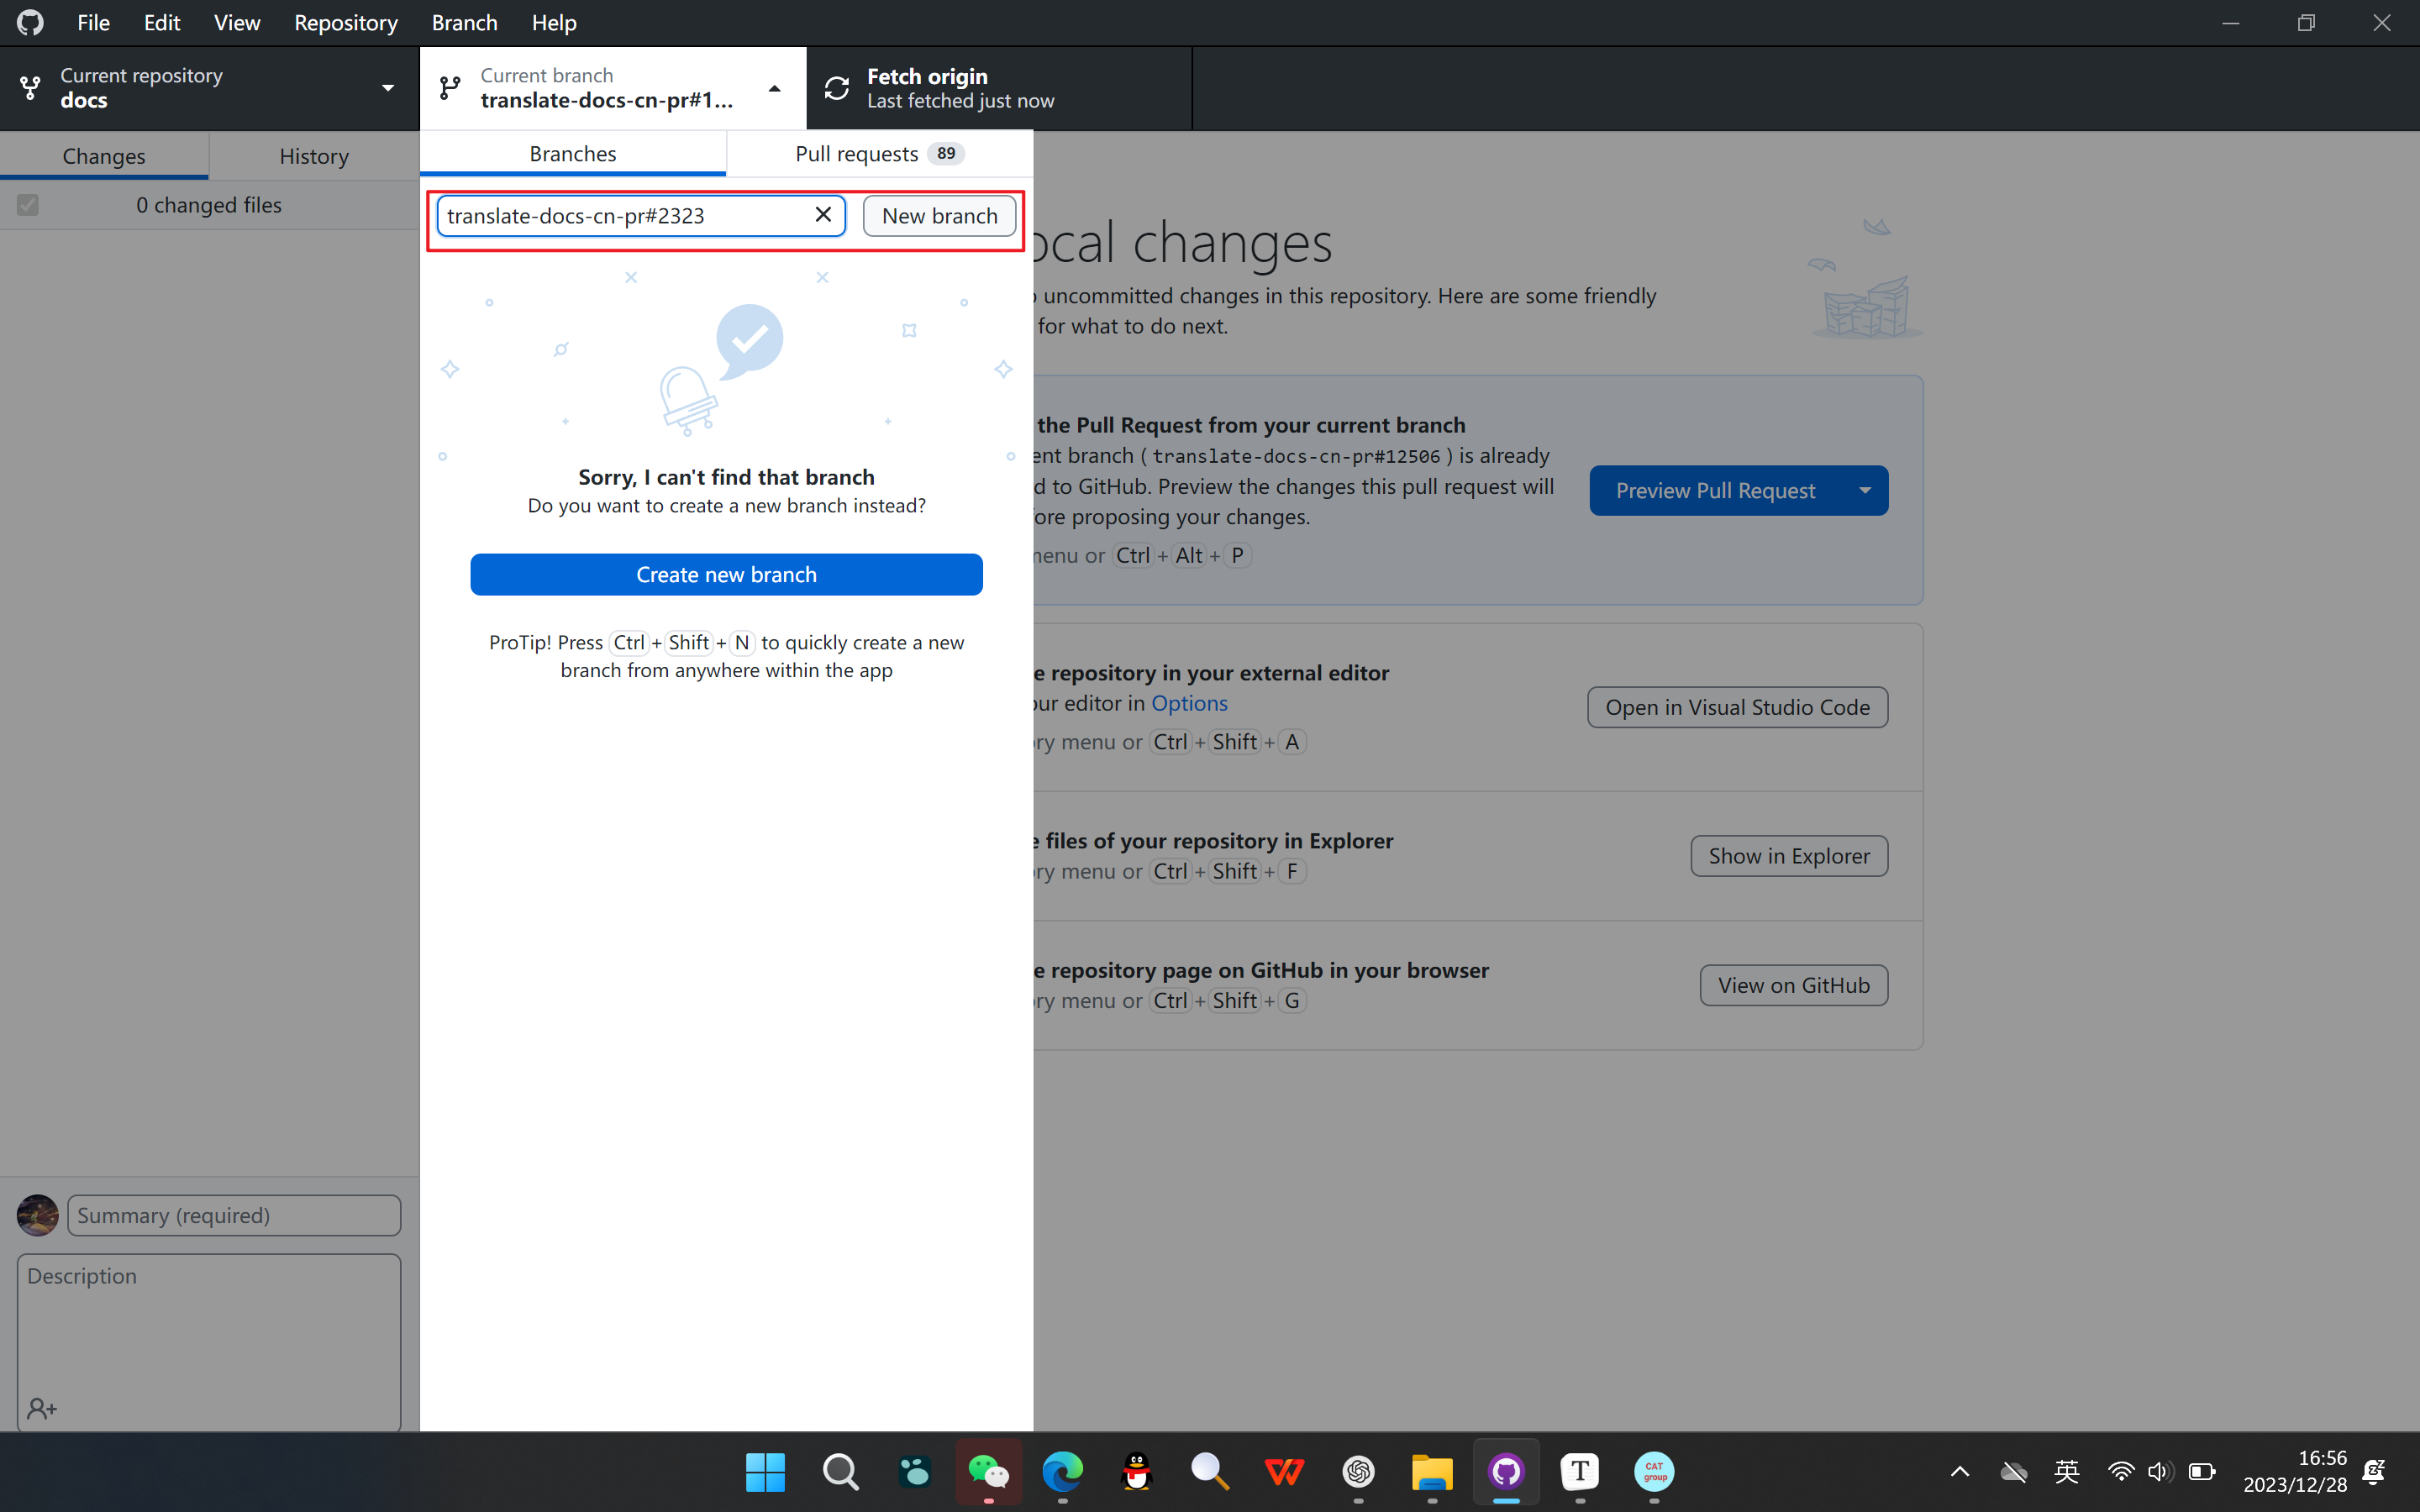 File Edit View Repository Branch Help
Current repository
docs
Current branch
translate-docs-cn-pr#1...
Fetch origin
Last fetched just now
Changes History
Branches Pull requests 89
0 changed files
translate-docs-cn-pr#2323 New branch
ocal changes
uncommitted changes in this repository. Here are some friendly
for what to do next.
Sorry, I can't find that branch
Do you want to create a new branch instead?
Create new branch
ProTip! Press Ctrl + Shift + N to quickly create a new
branch from anywhere within the app
the Pull Request from your current branch
ent branch ( translate-docs-cn-pr#12506 ) is already
d to GitHub. Preview the changes this pull request will
ore proposing your changes.
menu or Ctrl + Alt + P
Preview Pull Request
e repository in your external editor
our editor in Options
ry menu or Ctrl + Shift + A
Open in Visual Studio Code
e files of your repository in Explorer
ry menu or Ctrl + Shift + F
Show in Explorer
e repository page on GitHub in your browser
ry menu or Ctrl + Shift + G
View on GitHub
Summary (required)
Description
T
CAT
group
英
16:56
2023/12/28